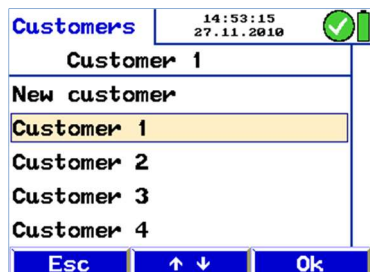 Customers
14:53:15
27.11.2010
Customer 1
New customer
Customer 1
Customer 2
Customer 3
Customer 4
Esc ↑ ↓ Ok